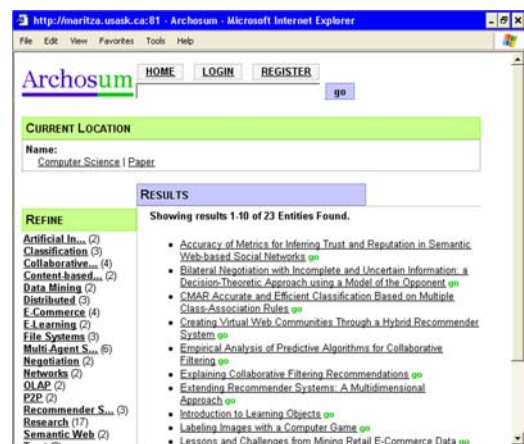 http://maritza.usask.ca:81 - Archosum - Microsoft Internet Explorer
File Edit View Favorites Tools Help
Archosum
HOME LOGIN REGISTER
go
CURRENT LOCATION
Name:
Computer Science | Paper
RESULTS
REFINE
Artificial In... (2)
Classification (3)
Collaborative... (4)
Content-based... (2)
Data Mining (2)
Distributed (3)
E-Commerce (4)
E-Learning (2)
File Systems (3)
Multi-Agent S... (6)
Negotiation (2)
Networks (2)
OLAP (2)
P2P (2)
Recommender S... (3)
Research (17)
Semantic Web (2)
Showing results 1-10 of 23 Entities Found.
Accuracy of Metrics for Inferring Trust and Reputation in Semantic
Web-based Social Networks go
Bilateral Negotiation with Incomplete and Uncertain Information: a
Decision-Theoretic Approach using a Model of the Opponent go
CMAR Accurate and Efficient Classification Based on Multiple
Class-Association Rules go
Creating Virtual Web Communities Through a Hybrid Recommender
System go
Empirical Analysis of Predictive Algorithms for Collaborative
Filtering go
Explaining Collaborative Filtering Recommendations go
Extending Recommender Systems: A Multidimensional
Approach go
Introduction to Learning Objects go
Labeling Images with a Computer Game go
Lessons and Challenges from Mining Retail E-Commerce Data go